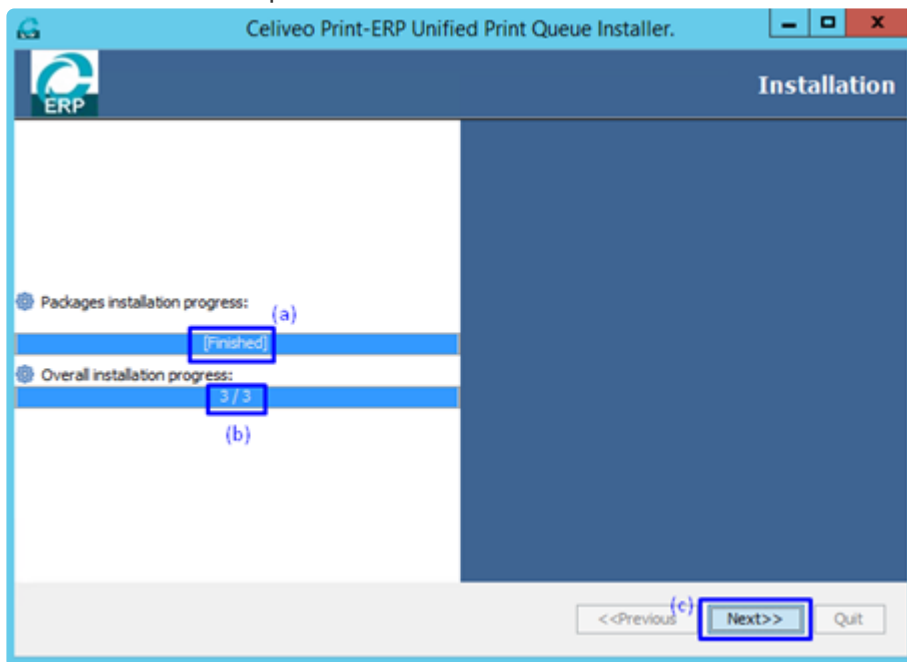 Celiveo Print-ERP Unified Print Queue Installer.
ERP
Installation
Packages installation progress:
(a)
[Finished]
Overall installation progress:
3 / 3
(b)
<<Previous
(c)
Next>>
Quit